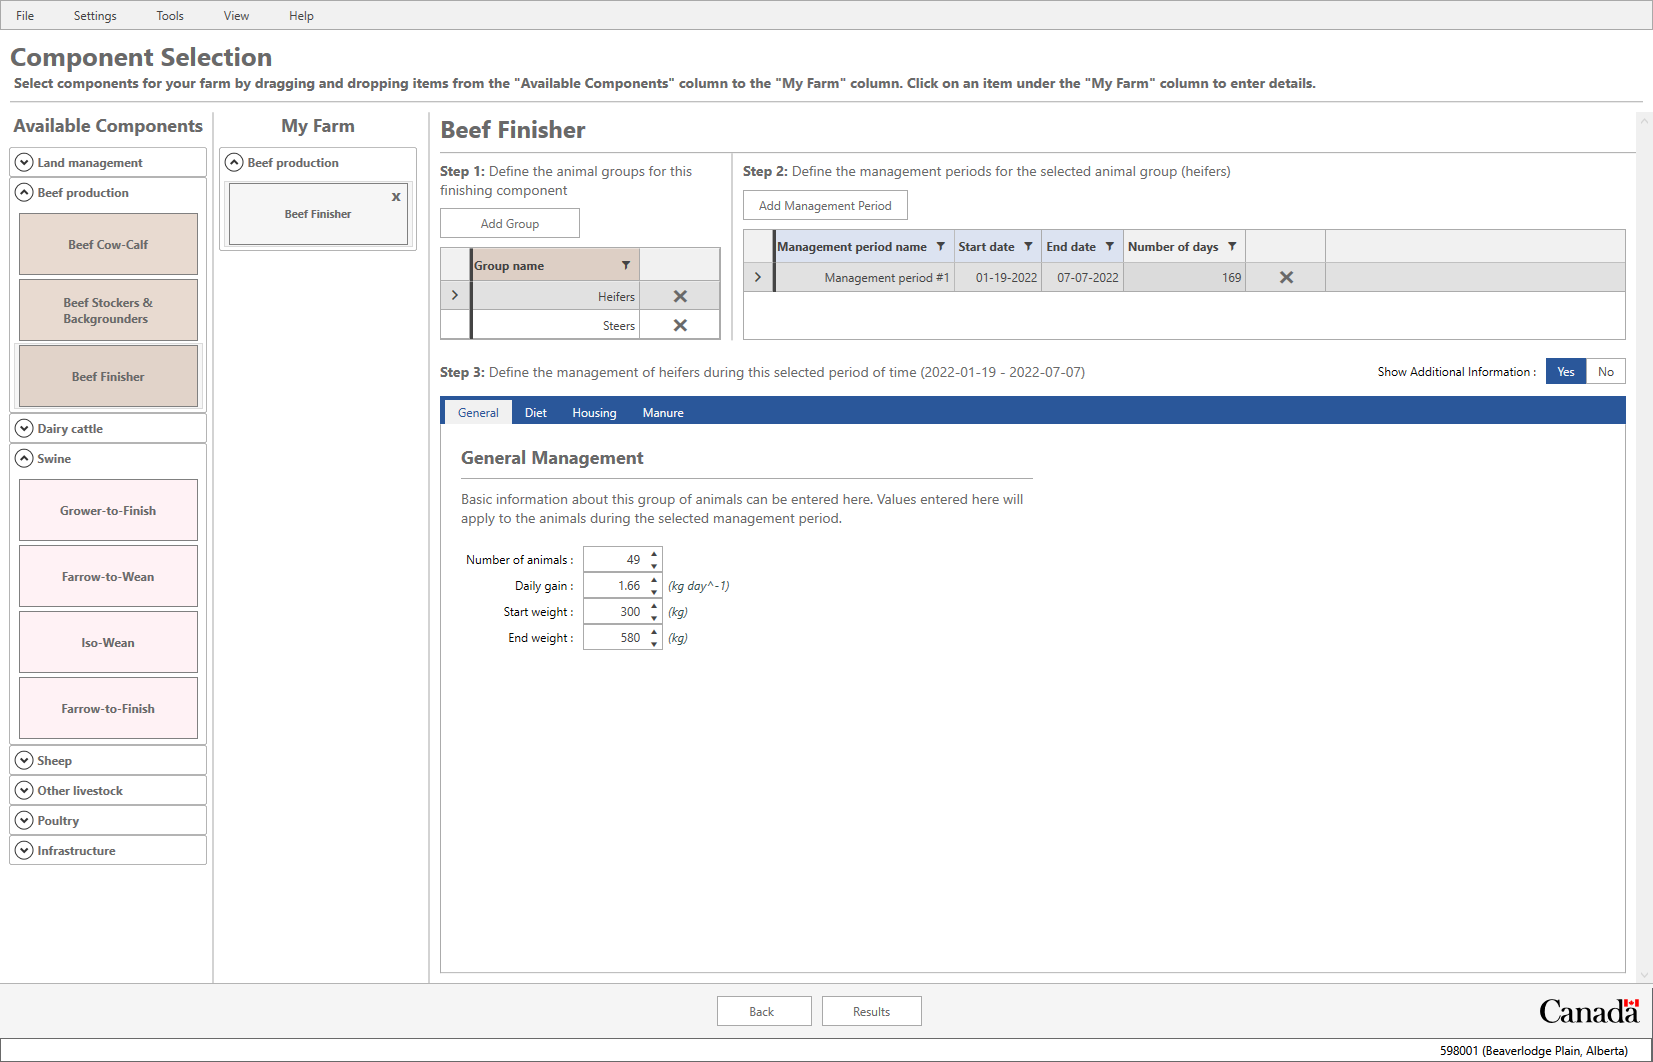 File Settings Tools View Help
Component Selection
Select components for your farm by dragging and dropping items from the "Available Components" column to the "My Farm" column. Click on an item under the "My Farm" column to enter details.
Available Components
Land management
Beef production
Beef Cow-Calf
Beef Stockers &
Backgrounders
Beef Finisher
Dairy cattle
Swine
Grower-to-Finish
Farrow-to-Wean
Iso-Wean
Farrow-to-Finish
Sheep
Other livestock
Poultry
Infrastructure
My Farm
Beef production
x
Beef Finisher
Beef Finisher
Step 1: Define the animal groups for this
finishing component
Add Group
Group name
Heifers
Steers
Step 2: Define the management periods for the selected animal group (heifers)
Add Management Period
Management period name Start date End date Number of days
Management period #1 01-19-2022 07-07-2022 169
Step 3: Define the management of heifers during this selected period of time (2022-01-19 - 2022-07-07)
Show Additional Information : Yes No
General Diet Housing Manure
General Management
Basic information about this group of animals can be entered here. Values entered here will
apply to the animals during the selected management period.
Number of animals : 49
Daily gain : 1.66 (kg day^-1)
Start weight : 300 (kg)
End weight : 580 (kg)
Back Results
Canada
598001 (Beaverlodge Plain, Alberta)